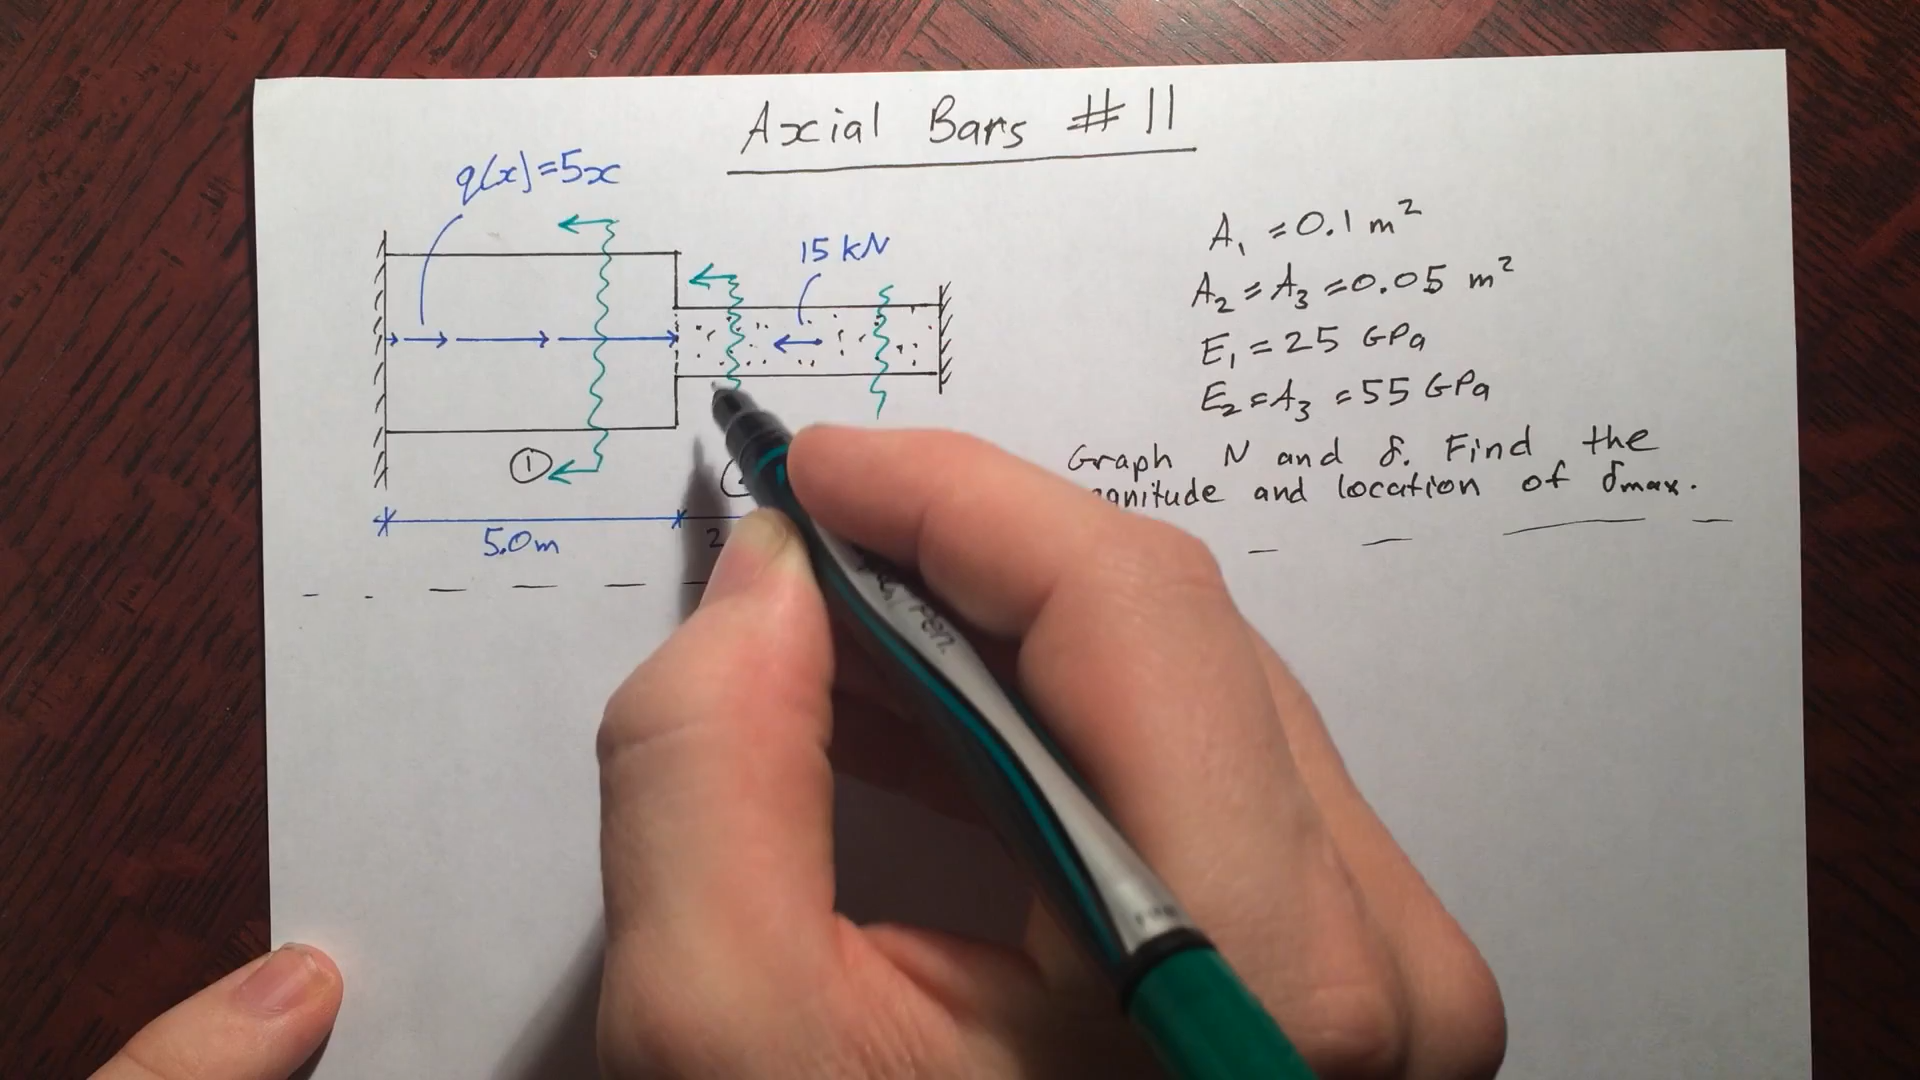 Axial Bars #11
q(x)=5x
15 kN
①
5.0m
2
A₁ = 0.1 m²
A₂ = A₃ = 0.05 m²
E₁ = 25 GPa
E₂ = A₃ = 55 GPa
Graph N and δ. Find the
agnitude and location of δmax.